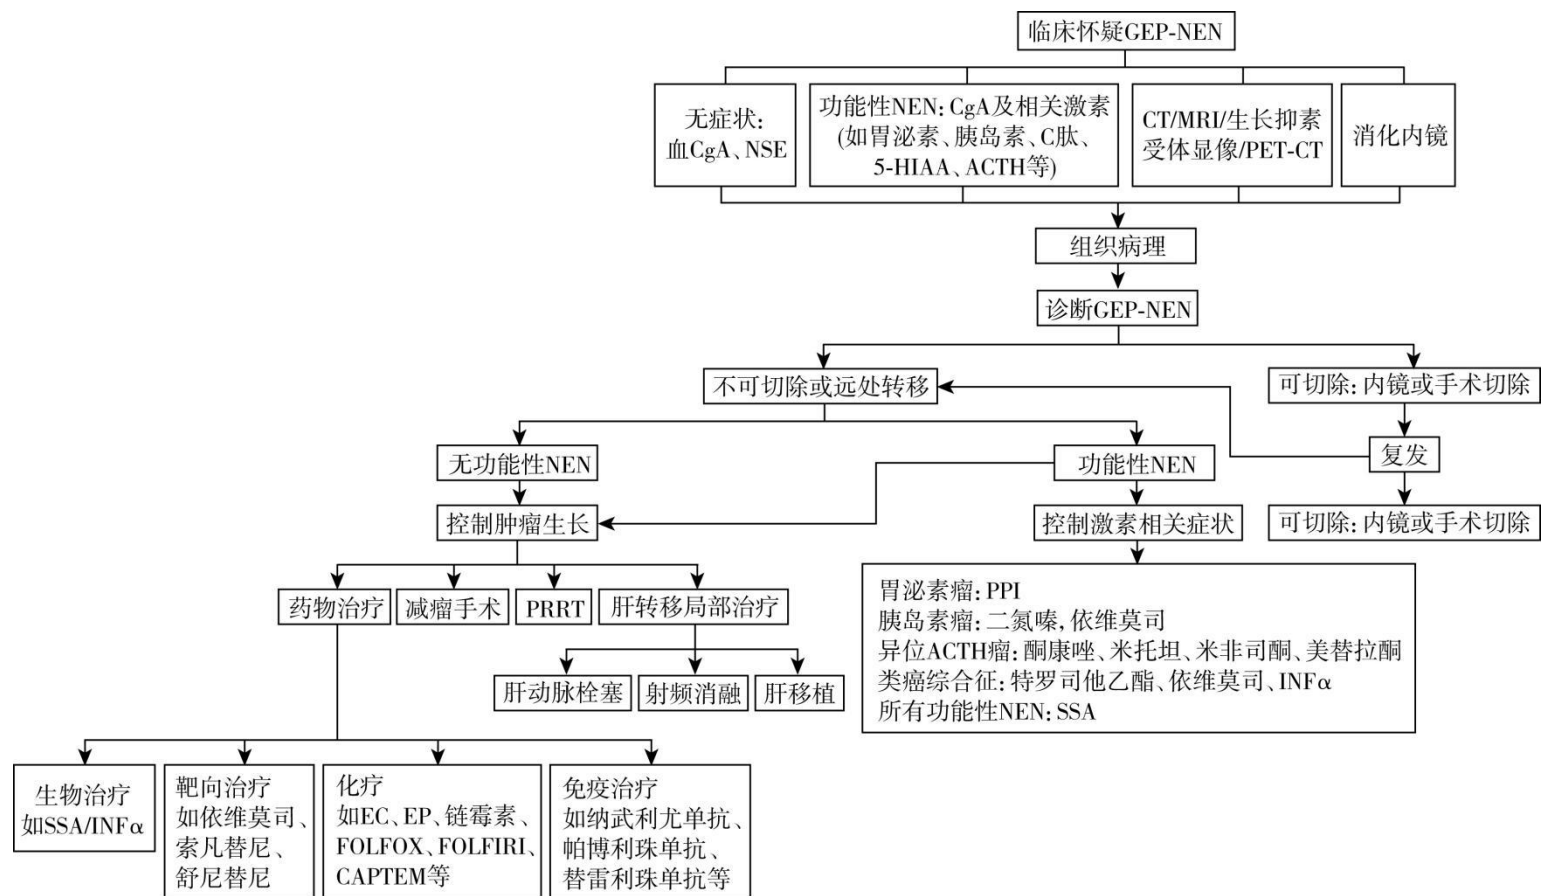 临床怀疑GEP-NEN
无症状:
血CgA、NSE
功能性NEN: CgA及相关激素
(如胃泌素、胰岛素、C肽、
5-HIAA、ACTH等)
CT/MRI/生长抑素
受体显像/PET-CT
消化内镜
组织病理
诊断GEP-NEN
不可切除或远处转移
可切除: 内镜或手术切除
无功能性NEN
功能性NEN
复发
控制肿瘤生长
控制激素相关症状
可切除: 内镜或手术切除
药物治疗
减瘤手术
PRRT
肝转移局部治疗
胃泌素瘤: PPI
胰岛素瘤: 二氮嗪, 依维莫司
异位ACTH瘤: 酮康唑、米托坦、米非司酮、美替拉酮
类癌综合征: 特罗司他乙酯、依维莫司、INFα
所有功能性NEN: SSA
肝动脉栓塞
射频消融
肝移植
生物治疗
如SSA/INFα
靶向治疗
如依维莫司、
索凡替尼、
舒尼替尼
化疗
如EC、EP、链霉素、
FOLFOX、FOLFIRI、
CAPTEM等
免疫治疗
如纳武利尤单抗、
帕博利珠单抗、
替雷利珠单抗等